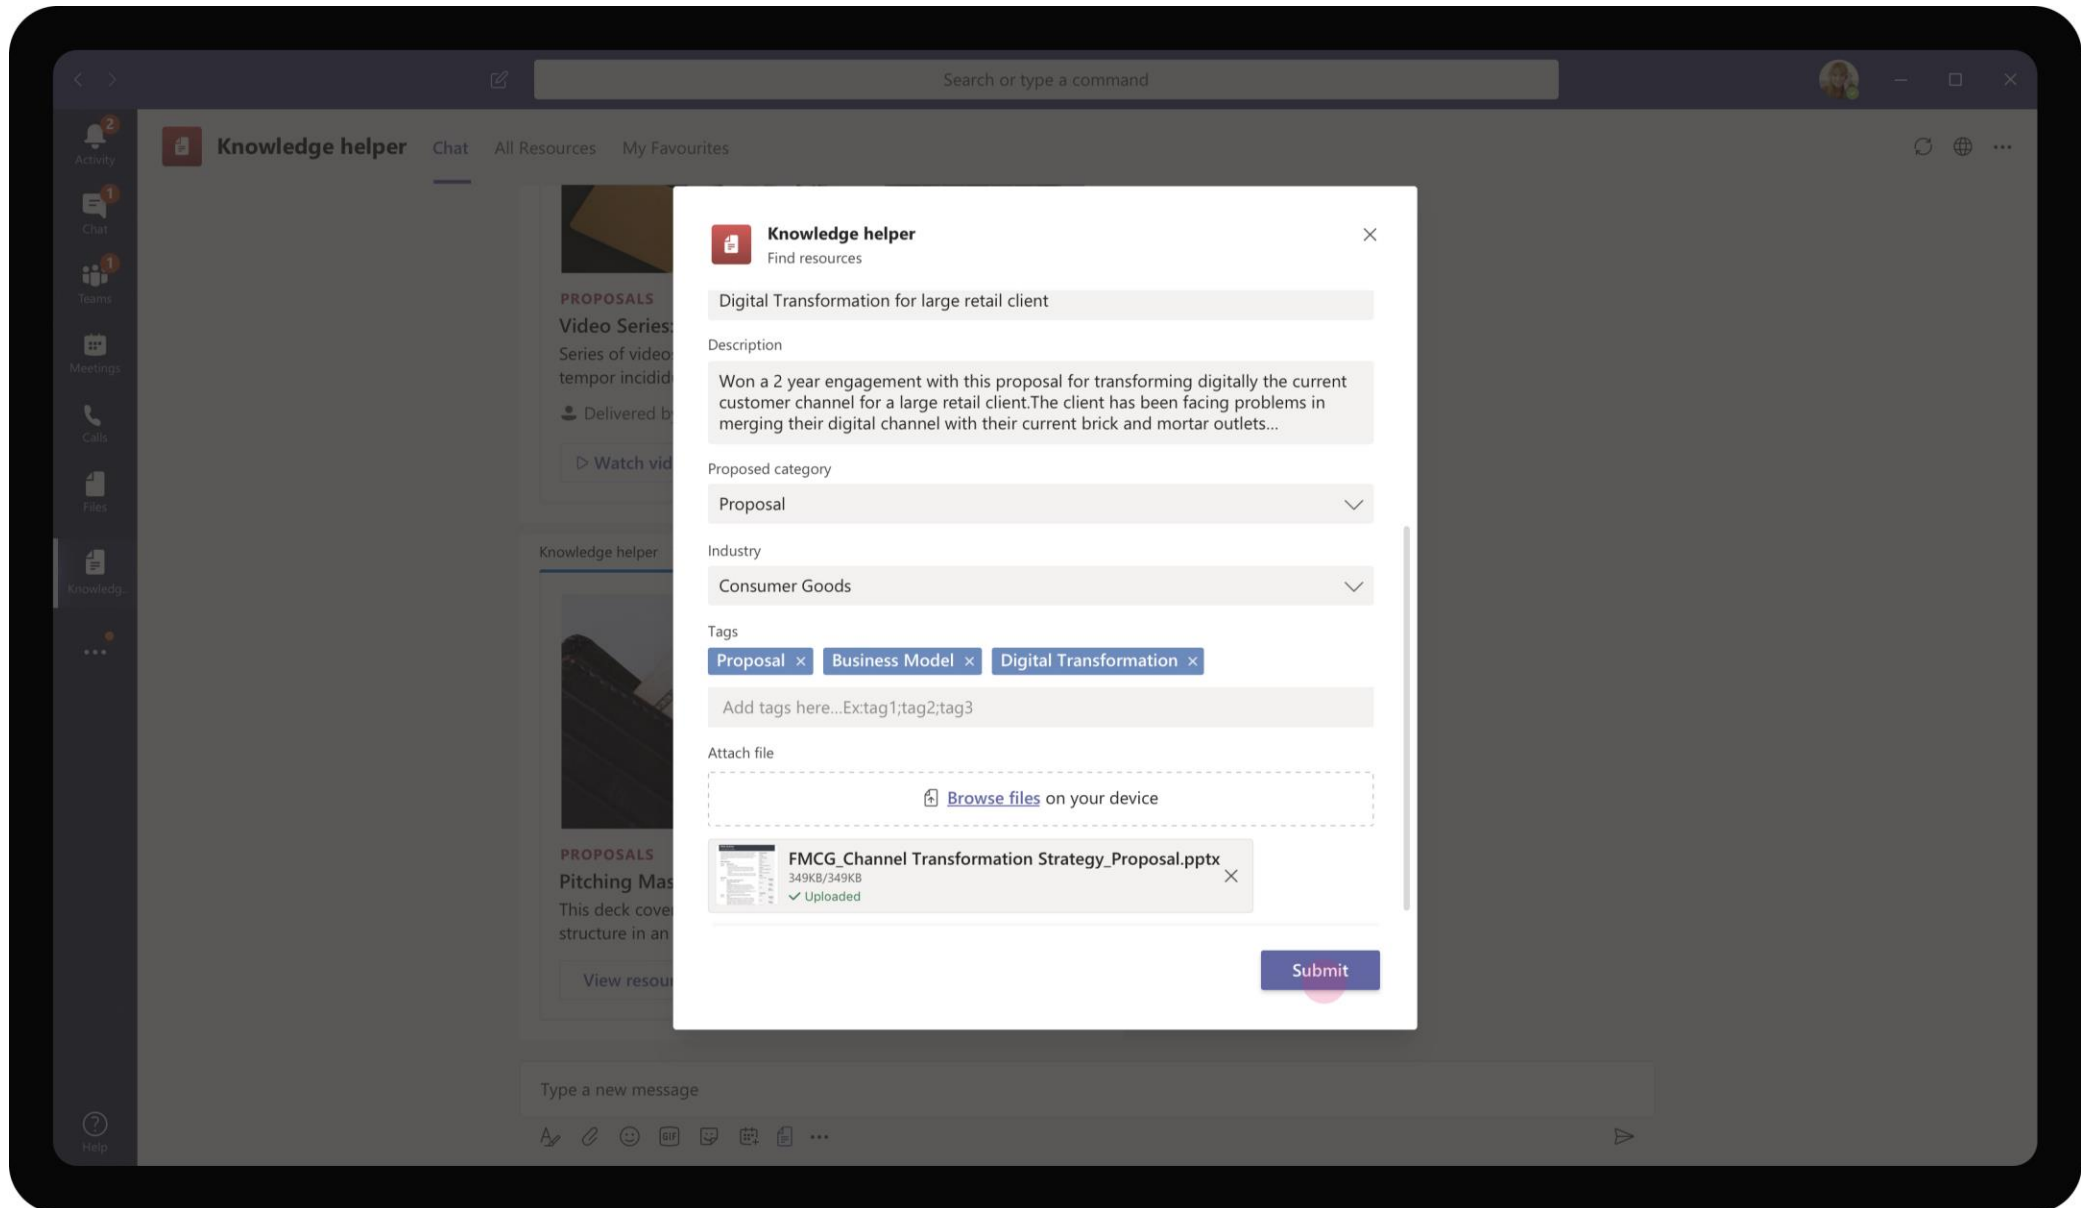 Search or type a command
2
Activity
1
Chat
1
Teams
Meetings
Calls
Files
Knowledg..
Help
Knowledge helper
Chat
All Resources
My Favourites
PROPOSALS
Video Series:
Series of video
tempor incidid
Delivered b
Watch vid
Knowledge helper
PROPOSALS
Pitching Mas
This deck cove
structure in an
View resou
Knowledge helper
Find resources
Digital Transformation for large retail client
Description
Won a 2 year engagement with this proposal for transforming digitally the current
customer channel for a large retail client.The client has been facing problems in
merging their digital channel with their current brick and mortar outlets...
Proposed category
Proposal
Industry
Consumer Goods
Tags
Proposal × Business Model × Digital Transformation ×
Add tags here...Ex:tag1;tag2;tag3
Attach file
Browse files on your device
FMCG_Channel Transformation Strategy_Proposal.pptx
349KB/349KB
Uploaded
Submit
Type a new message
GIF